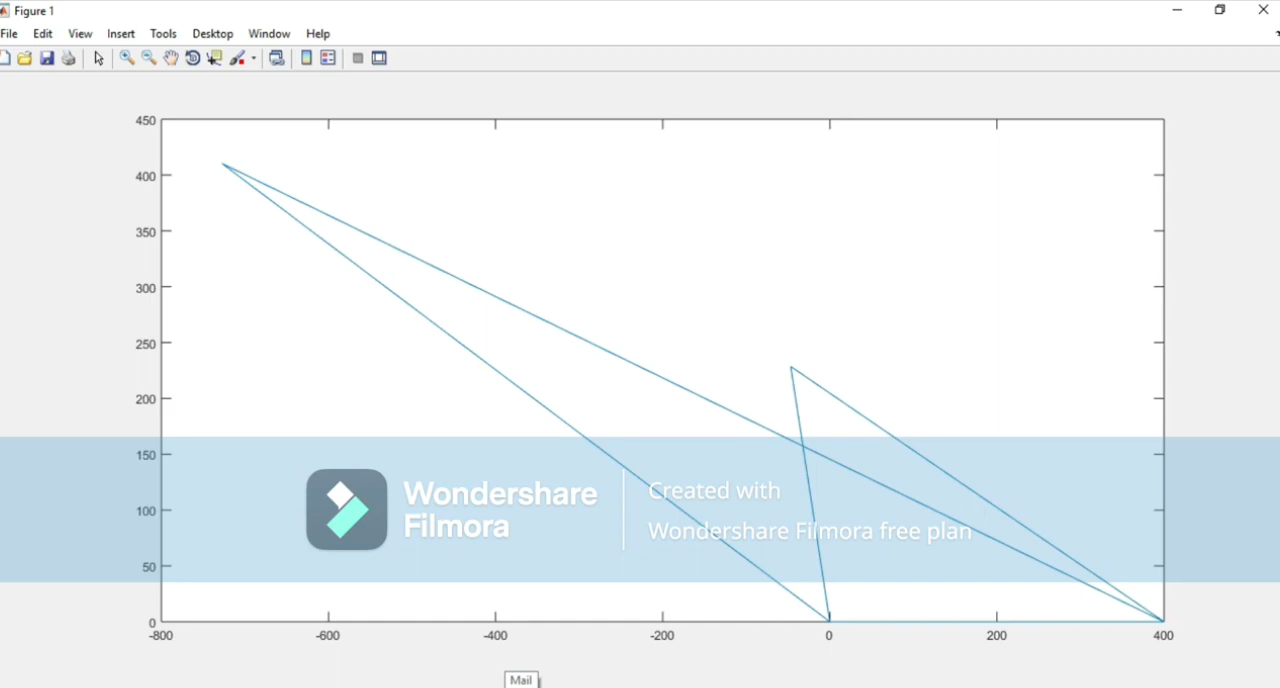 Figure 1
File Edit View Insert Tools Desktop Window Help
450
400
350
300
250
200
150
100
50
0
-800 -600 -400 -200 0 200 400
Wondershare
Filmora
Created with
Wondershare Filmora free plan
Mail